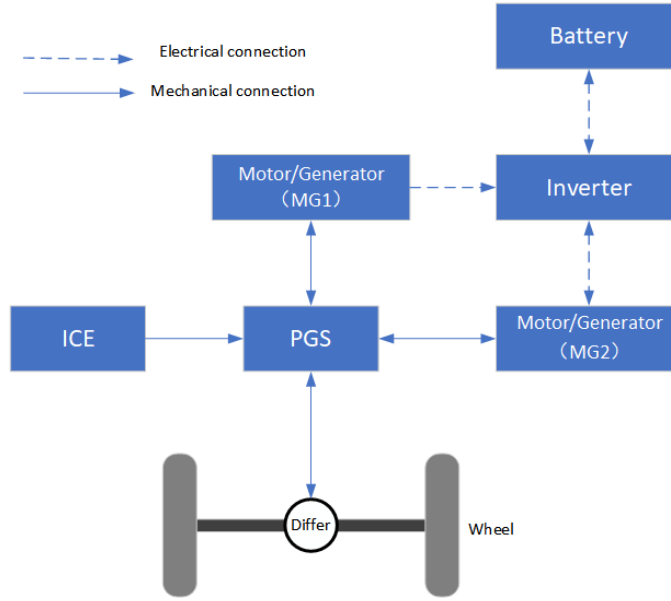 Electrical connection
Mechanical connection
Battery
Motor/Generator
（MG1）
Inverter
ICE
PGS
Motor/Generator
（MG2）
Differ
Wheel